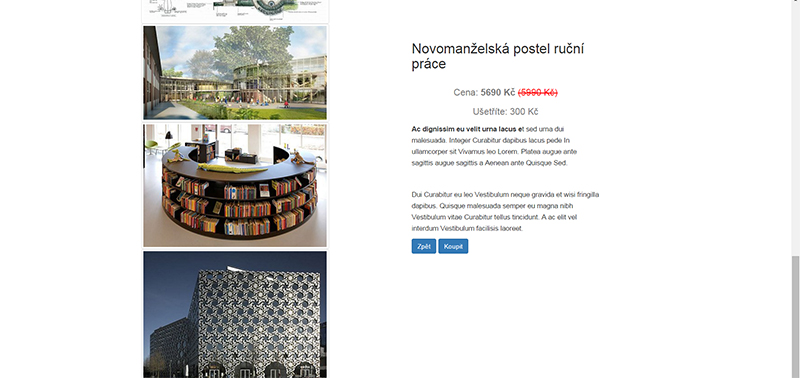 Novomanželská postel ruční
práce
Cena: 5690 Kč (5990 Kč)
Ušetříte: 300 Kč
Ac dignissim eu velit urna lacus et sed urna dui
malesuada. Integer Curabitur dapibus lacus pede In
ullamcorper sit Vivamus leo Lorem. Platea augue ante
sagittis augue sagittis a Aenean ante Quisque Sed.
Dui Curabitur eu leo Vestibulum neque gravida et wisi fringilla
dapibus. Quisque malesuada semper eu magna nibh
Vestibulum vitae Curabitur tellus tincidunt. A ac elit vel
interdum Vestibulum facilisis laoreet
Zpět Koupit